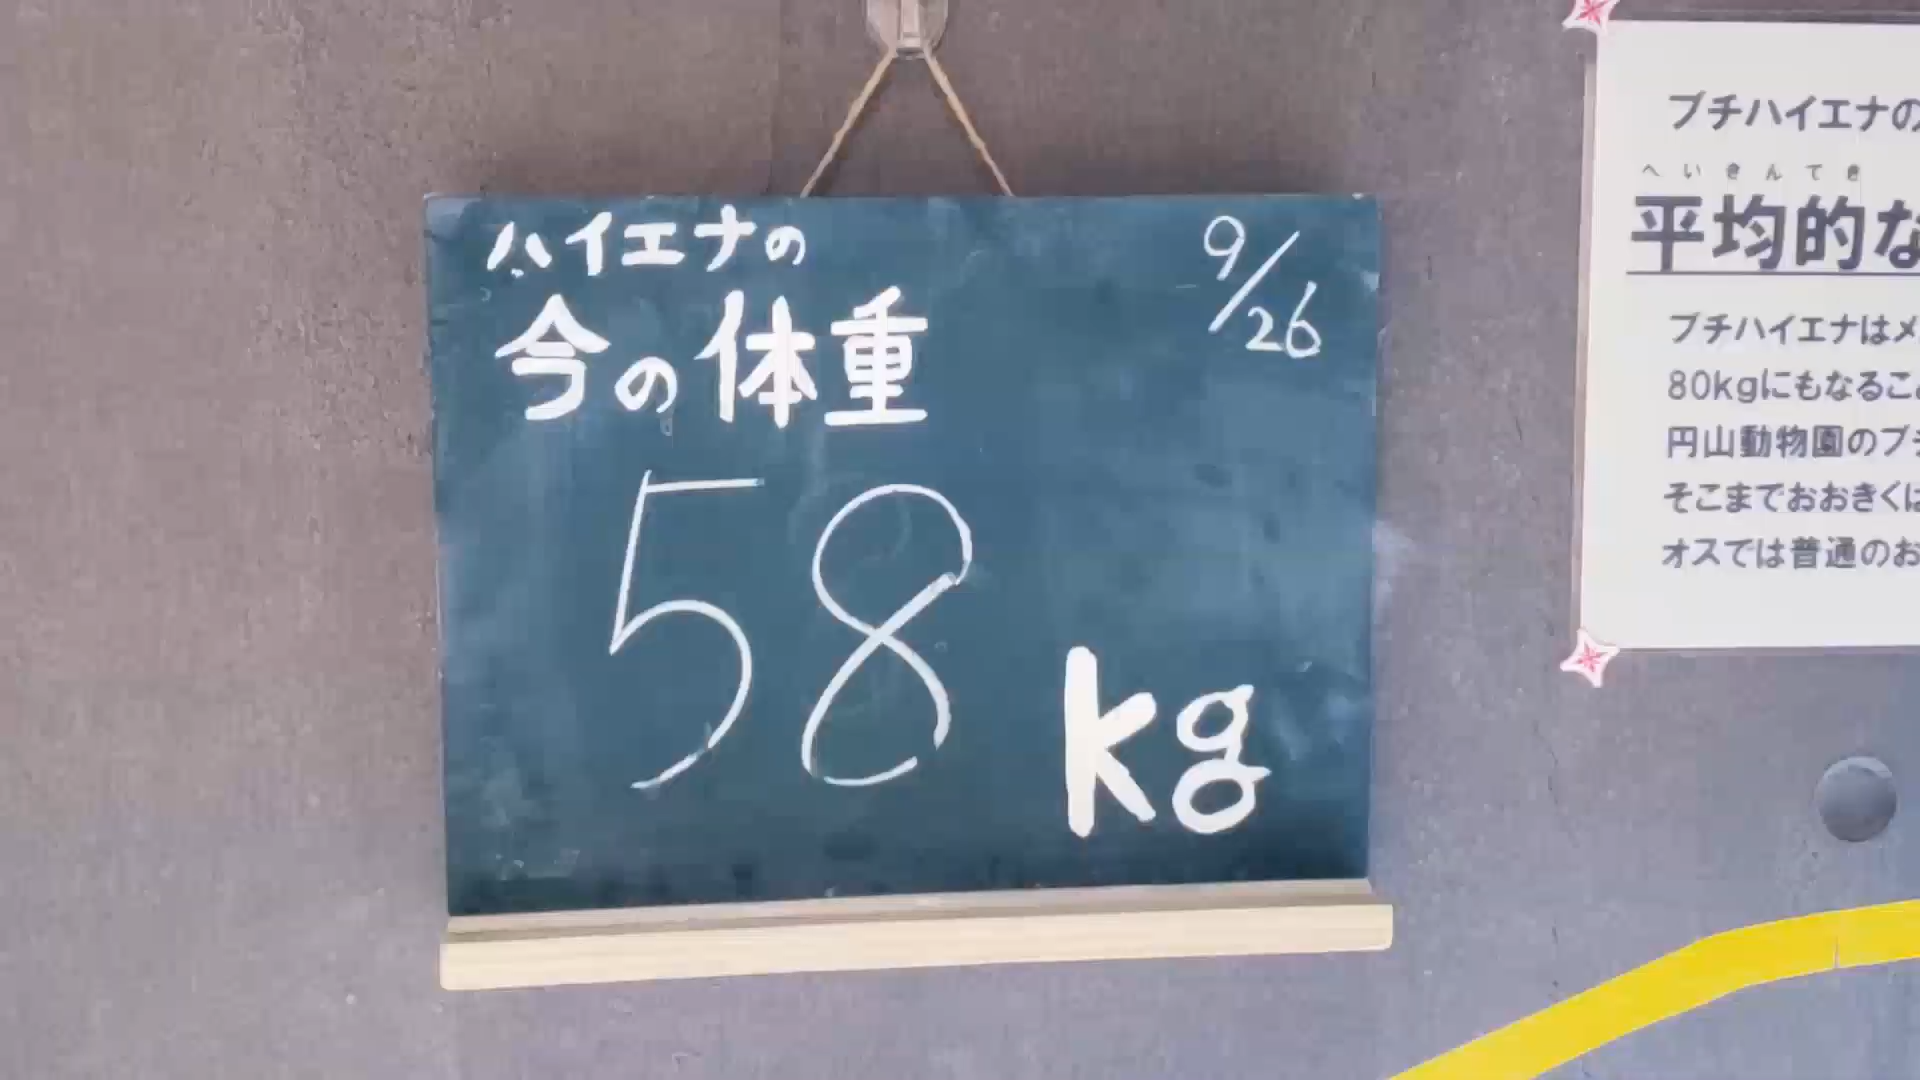 ハイエナの
今の体重
9/26
58
kg
ブチハイエナの
へいきんてき
平均的な
ブチハイエナはメ
80kgにもなるこ
円山動物園のブ
そこまでおおきくは
オスでは普通のお